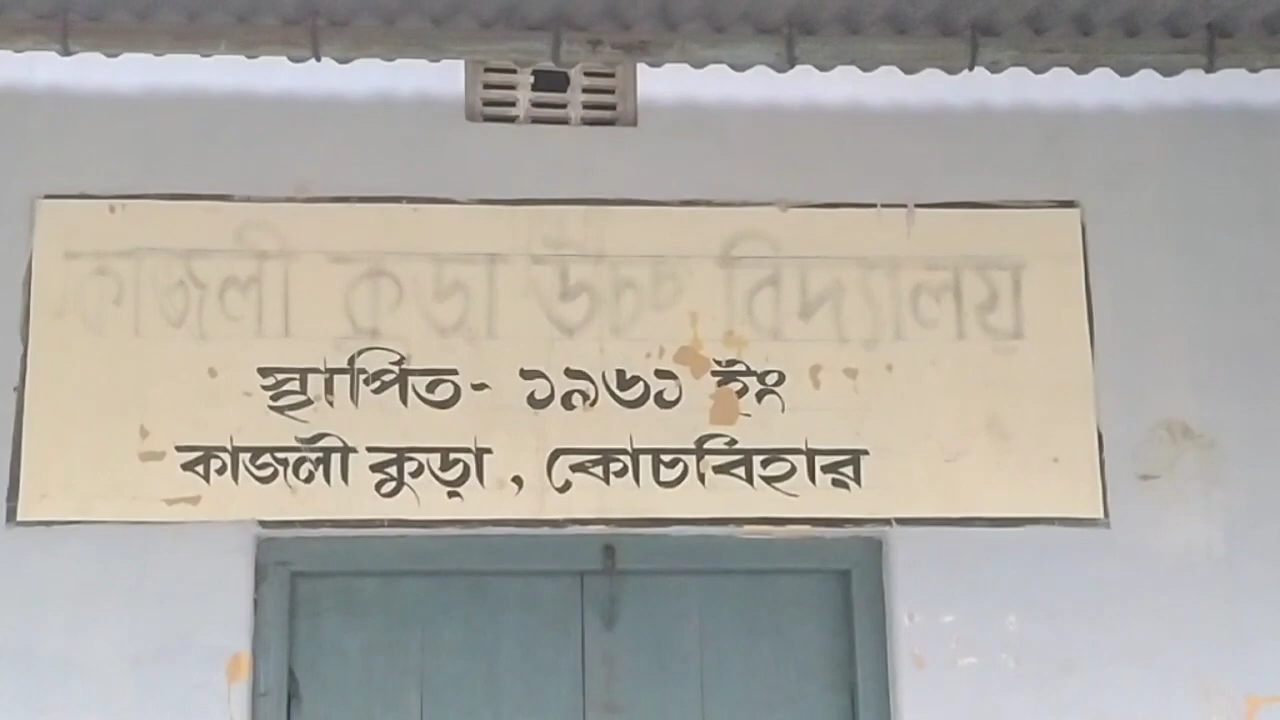 কাজলী কুড়া উচ্চ বিদ্যালয়
স্থাপিত- ১৯৬১ ইং
কাজলী কুড়া, কোচবিহার